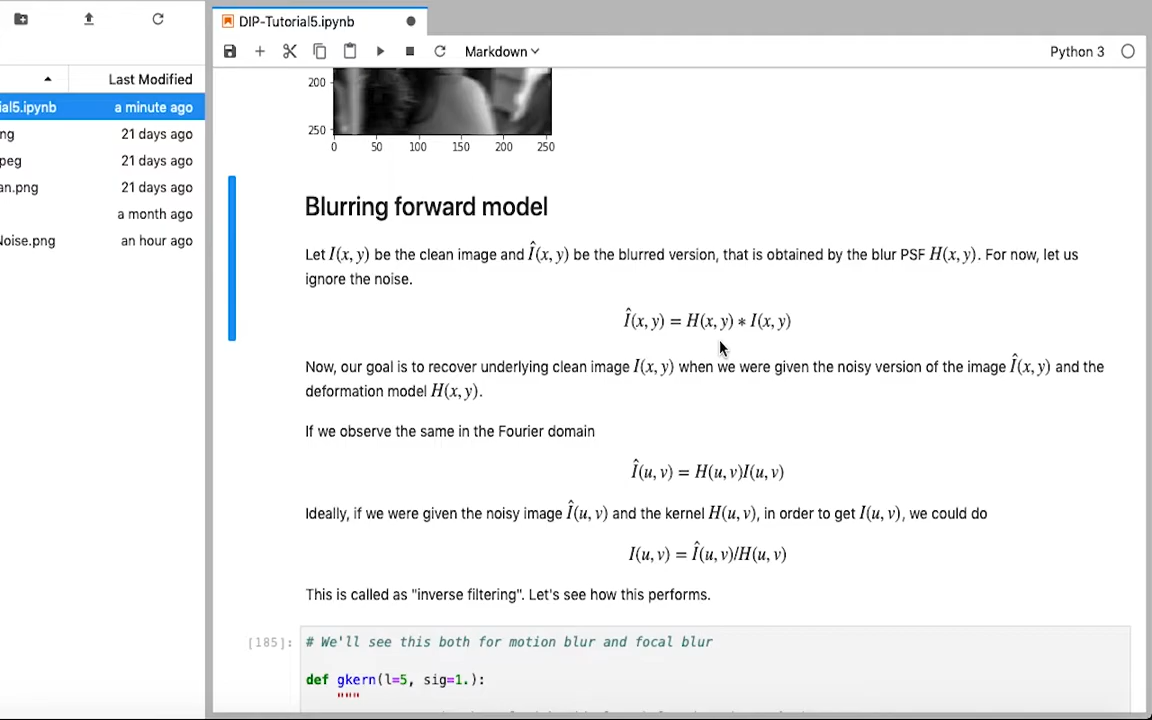 DIP-Tutorial5.ipynb
Markdown
Python 3
Last Modified
ial5.ipynb a minute ago
ng 21 days ago
peg 21 days ago
an.png 21 days ago
a month ago
Noise.png an hour ago
200
250
0 50 100 150 200 250
Blurring forward model
Let I(x, y) be the clean image and Î(x, y) be the blurred version, that is obtained by the blur PSF H(x, y). For now, let us
ignore the noise.
Î(x, y) = H(x, y) ∗ I(x, y)
Now, our goal is to recover underlying clean image I(x, y) when we were given the noisy version of the image Î(x, y) and the
deformation model H(x, y).
If we observe the same in the Fourier domain
Î(u, v) = H(u, v)I(u, v)
Ideally, if we were given the noisy image Î(u, v) and the kernel H(u, v), in order to get I(u, v), we could do
I(u, v) = Î(u, v)/H(u, v)
This is called as "inverse filtering". Let's see how this performs.
[185]: # We'll see this both for motion blur and focal blur
def gkern(l=5, sig=1.):
"""